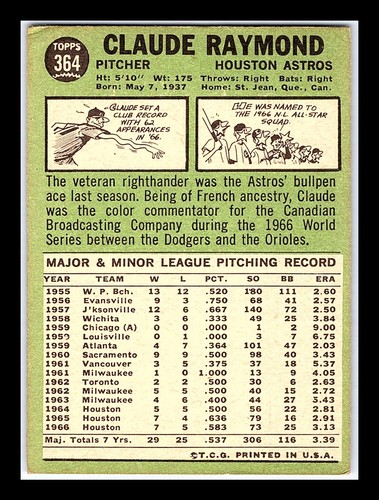 TOPPS
364
CLAUDE RAYMOND
PITCHER HOUSTON ASTROS
Ht: 5'10" Wt: 175 Throws: Right Bats: Right
Born: May 7, 1937 Home: St. Jean, Que., Can.
CLAUDE SET A
CLUB RECORD
WITH 62
APPEARANCES
IN '66.
HE WAS NAMED TO
THE 1966 N.L. ALL-STAR
SQUAD.
The veteran righthander was the Astros' bullpen
ace last season. Being of French ancestry, Claude
was the color commentator for the Canadian
Broadcasting Company during the 1966 World
Series between the Dodgers and the Orioles.
MAJOR & MINOR LEAGUE PITCHING RECORD
YEAR TEAM W L PCT. SO BB ERA
1955 W. P. Bch. 13 12 .520 180 111 2.60
1956 Evansville 9 3 .750 68 41 2.57
1957 J'ksonville 12 6 .667 140 72 2.50
1958 Wichita 3 6 .333 49 25 3.84
1959 Chicago (A) 0 0 .000 1 2 9.00
1959 Louisville 0 1 .000 3 7 6.75
1959 Atlanta 4 7 .364 101 47 2.03
1960 Sacramento 9 9 .500 98 40 3.43
1961 Vancouver 3 5 .375 37 18 5.37
1961 Milwaukee 1 0 1.000 13 9 4.05
1962 Toronto 2 2 .500 30 6 2.63
1962 Milwaukee 5 5 .500 40 15 2.72
1963 Milwaukee 4 6 .400 44 27 3.43
1964 Houston 5 5 .500 56 22 2.81
1965 Houston 7 4 .636 79 16 2.91
1966 Houston 7 5 .583 73 25 3.13
Maj. Totals 7 Yrs. 29 25 .537 306 116 3.39
©T.C.G. PRINTED IN U.S.A.